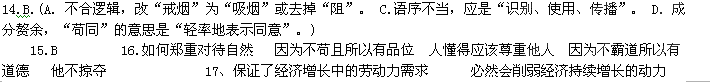 14.B.(A. 不合逻辑，改“戒烟”为“吸烟”或去掉“阻”。 C.语序不当，应是“识别、使用、传播”。 D. 成
分赘余，“苟同”的意思是“轻率地表示同意”。)
15.B 16.如何郑重对待自然 因为不苟且所以有品位 人懂得应该尊重他人 因为不霸道所以有
道德 他不掠夺 17、保证了经济增长中的劳动力需求 必然会削弱经济持续增长的动力